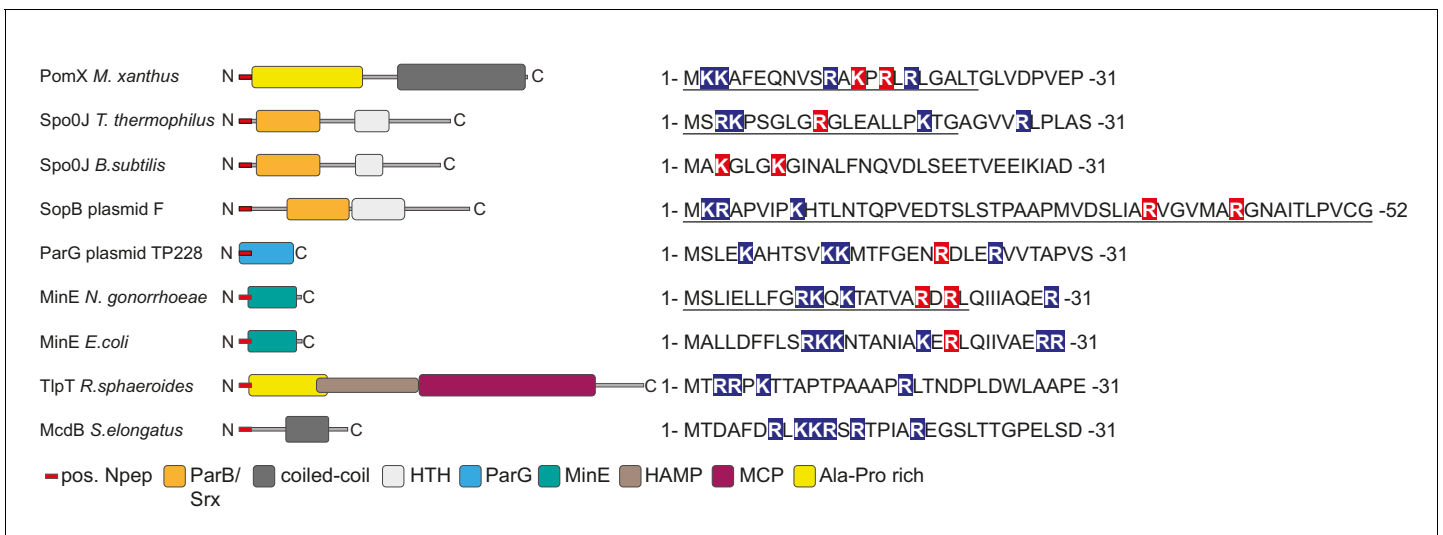 PomX M. xanthus N C 1- MKKAFEQNVSRAKPRLRLGALTGLVDPVEP -31
Spo0J T. thermophilus N C 1- MSRKPSGLGRGLEALLPKTGAGVVRLPLAS -31
Spo0J B.subtilis N C 1- MAKGLGKGINALFNQVDLSEETVEEIKIAD -31
SopB plasmid F N C 1- MKRAPVIPKHTLNTQPVEDTSLSTPAAPMVDSLIARVGVMARGNAITLPVCG -52
ParG plasmid TP228 N C 1- MSLEKAHTSVKKMTFGENRDLERVVTAPVS -31
MinE N. gonorrhoeae N C 1- MSLIELLFGRKQKTATVARDRLQIIIAQER -31
MinE E.coli N C 1- MALLDFFLSRKKNTANIAKERLQIIVAERR -31
TlpT R.sphaeroides N C 1- MTRRPKTTAPTPAAAPRLTNDPLDWLAAPE -31
McdB S.elongatus N C 1- MTDAFDRLKKRSRTPIAREGSLTTGPELSD -31
pos. Npep ParB/ coiled-coil HTH ParG MinE HAMP MCP Ala-Pro rich
Srx